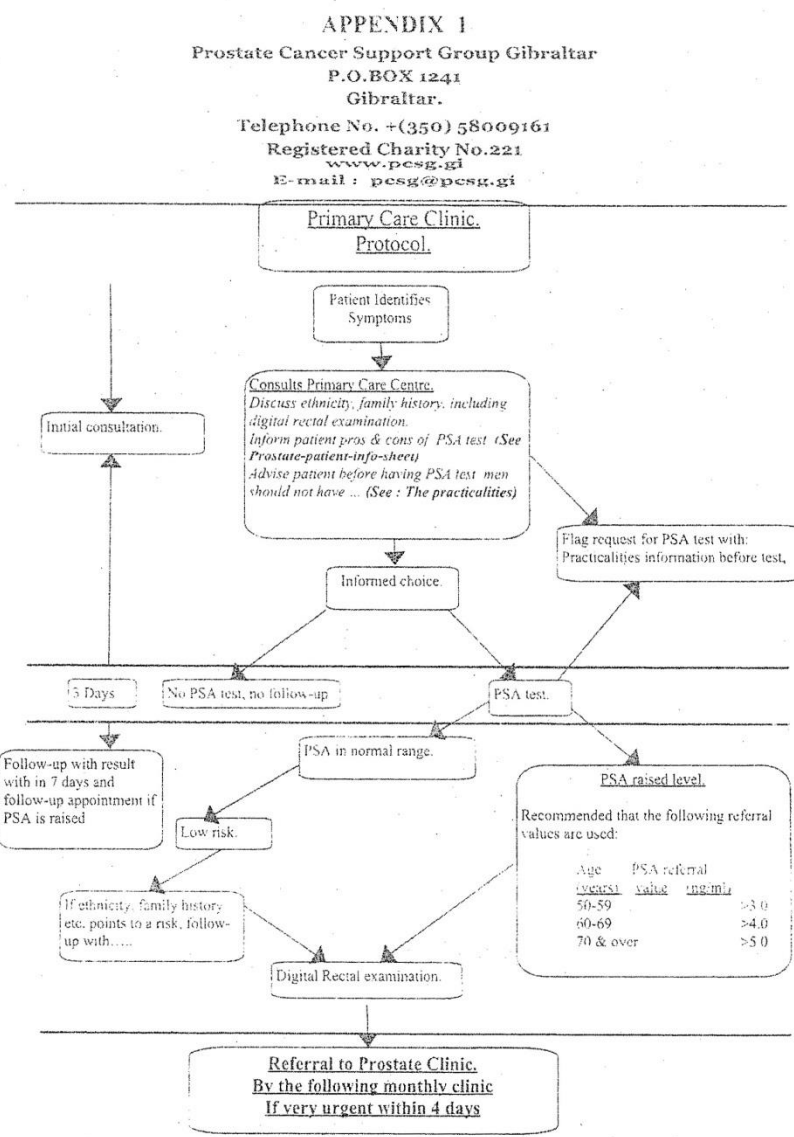 APPENDIX 1
Prostate Cancer Support Group Gibraltar
P.O.BOX 1241
Gibraltar.
Telephone No. +(350) 58009161
Registered Charity No.221
www.pcsg.gi
E-mail : pcsg@pcsg.gi
Primary Care Clinic.
Protocol.
Patient Identifies
Symptoms
Consults Primary Care Centre.
Discuss ethnicity, family history, including
digital rectal examination.
Inform patient pros & cons of PSA test (See
Prostate-patient-info-sheet)
Advise patient before having PSA test men
should not have ... (See : The practicalities)
Initial consultation.
Flag request for PSA test with:
Practicalities information before test,
Informed choice.
3 Days
No PSA test, no follow-up
PSA test.
Follow-up with result
with in 7 days and
follow-up appointment if
PSA is raised
PSA in normal range.
PSA raised level.
Recommended that the following referral
values are used:
Age PSA referral
(years) value (ng/ml)
50-59 >3.0
60-69 >4.0
70 & over >5.0
Low risk.
If ethnicity, family history
etc. points to a risk, follow-
up with.....
Digital Rectal examination.
Referral to Prostate Clinic.
By the following monthly clinic
If very urgent within 4 days